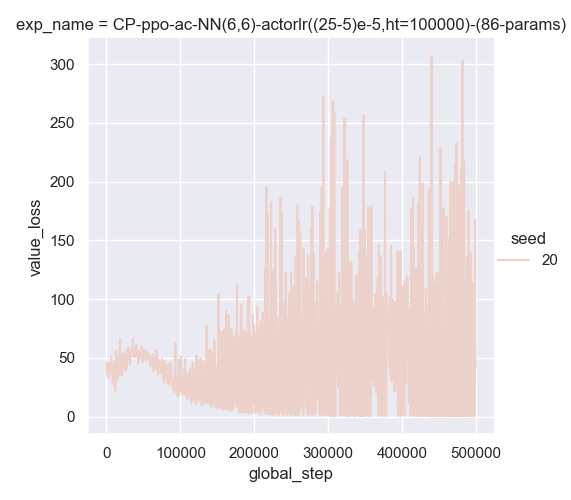 exp_name = CP-ppo-ac-NN(6,6)-actorlr((25-5)e-5,ht=100000)-(86-params)
300
250
200
150
100
50
0
value_loss
0 100000 200000 300000 400000 500000
global_step
seed
20